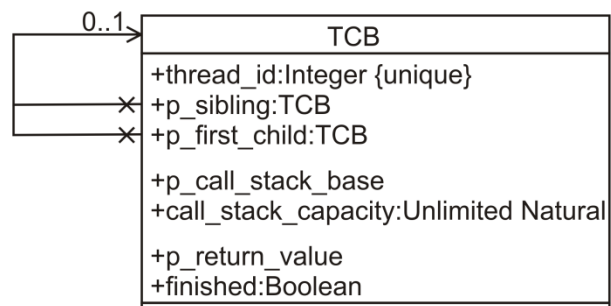 0..1
TCB
+thread_id:Integer {unique}
+p_sibling:TCB
+p_first_child:TCB
+p_call_stack_base
+call_stack_capacity:Unlimited Natural
+p_return_value
+finished:Boolean